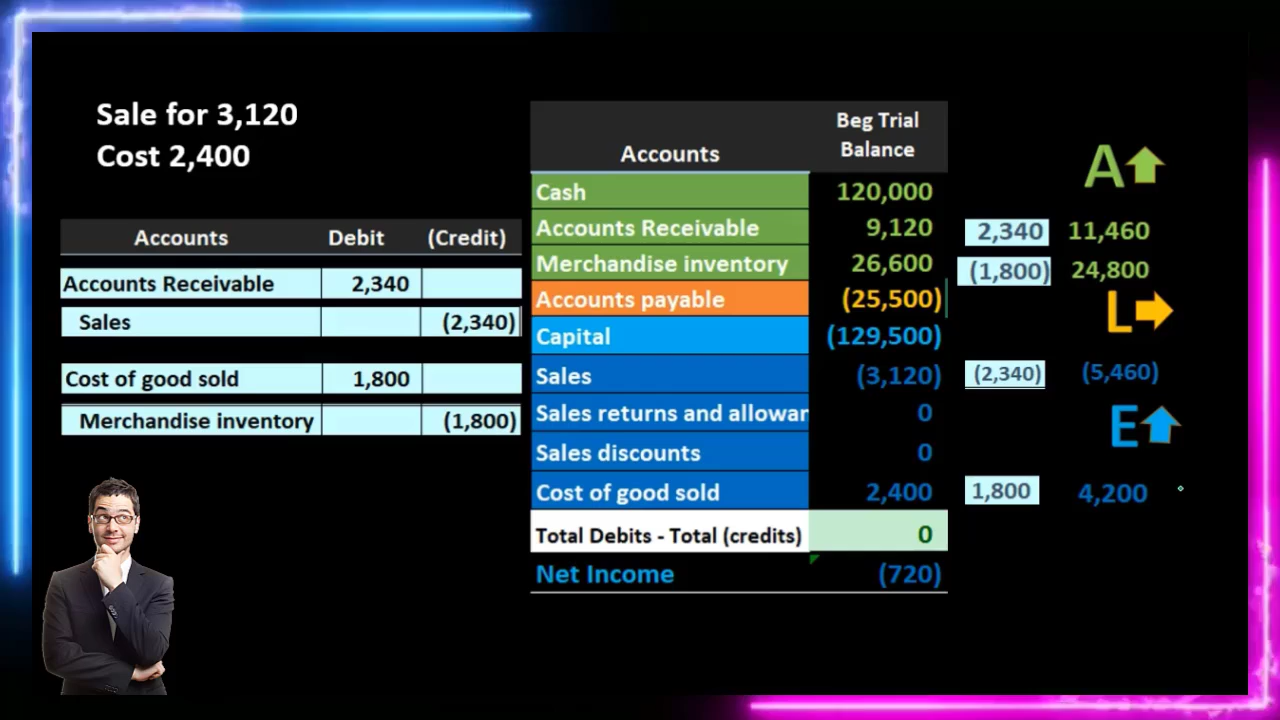 Sale for 3,120
Cost 2,400
Accounts Debit (Credit)
Accounts Receivable 2,340
Sales (2,340)
Cost of good sold 1,800
Merchandise inventory (1,800)
Accounts Beg Trial Balance
Cash 120,000
Accounts Receivable 9,120 2,340 11,460
Merchandise inventory 26,600 (1,800) 24,800
Accounts payable (25,500)
Capital (129,500)
Sales (3,120) (2,340) (5,460)
Sales returns and allowar 0
Sales discounts 0
Cost of good sold 2,400 1,800 4,200
Total Debits - Total (credits) 0
Net Income (720)
A
L
E